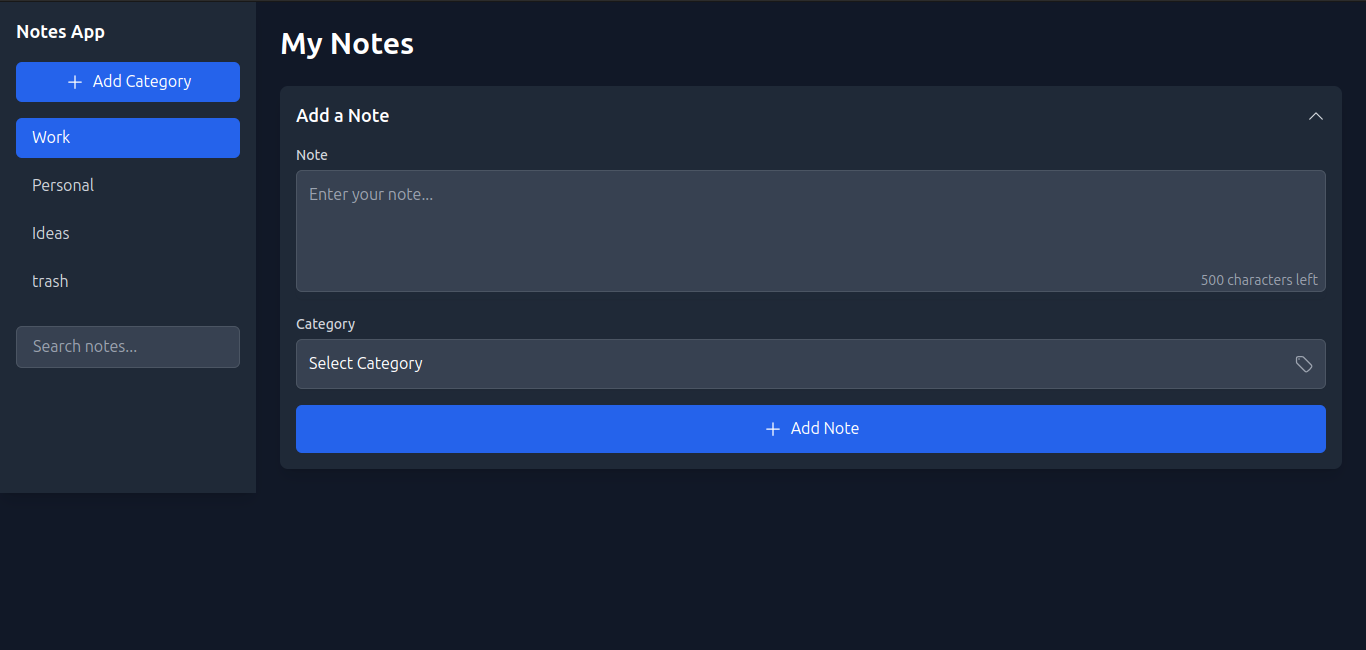 Notes App
+ Add Category
Work
Personal
Ideas
trash
Search notes...
My Notes
Add a Note
Note
Enter your note...
500 characters left
Category
Select Category
+ Add Note